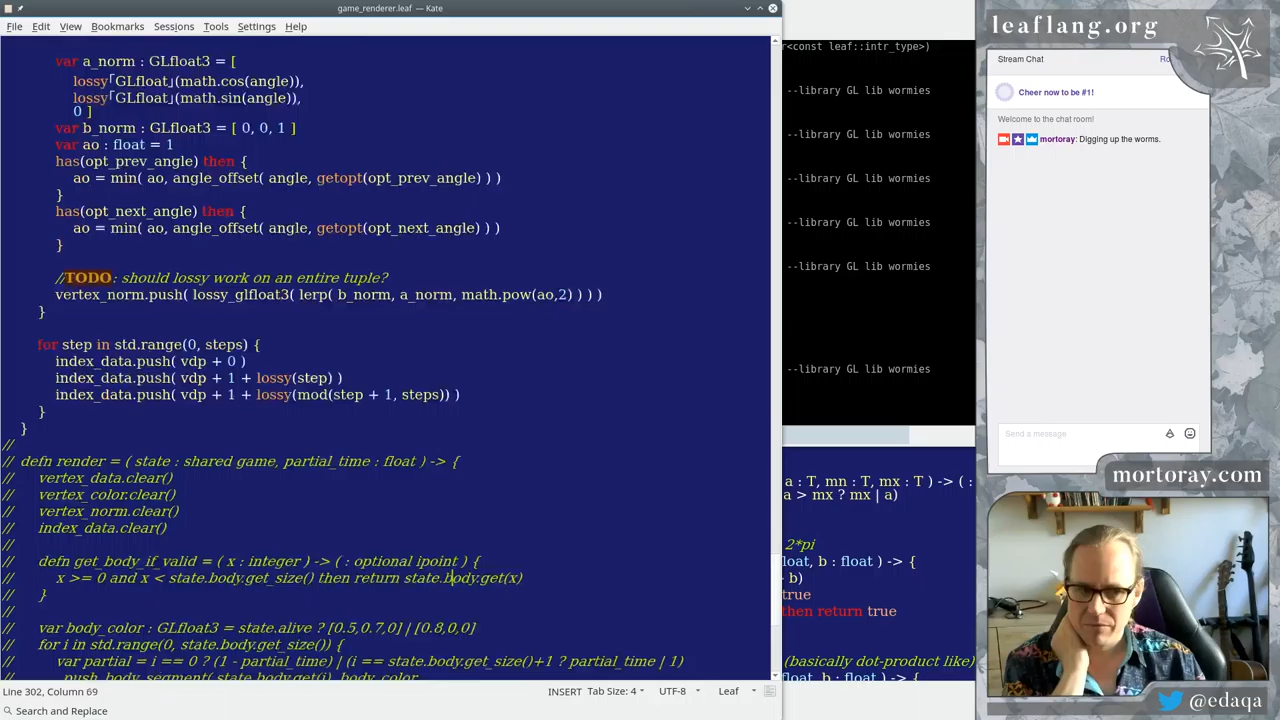 game_renderer.leaf — Kate
File Edit View Bookmarks Sessions Tools Settings Help
var a_norm : GLfloat3 = [
lossy「GLfloat」(math.cos(angle)),
lossy「GLfloat」(math.sin(angle)),
0 ]
var b_norm : GLfloat3 = [ 0, 0, 1 ]
var ao : float = 1
has(opt_prev_angle) then {
ao = min( ao, angle_offset( angle, getopt(opt_prev_angle) ) )
}
has(opt_next_angle) then {
ao = min( ao, angle_offset( angle, getopt(opt_next_angle) ) )
}
//TODO: should lossy work on an entire tuple?
vertex_norm.push( lossy_glfloat3( lerp( b_norm, a_norm, math.pow(ao,2) ) ) )
}
for step in std.range(0, steps) {
index_data.push( vdp + 0 )
index_data.push( vdp + 1 + lossy(step) )
index_data.push( vdp + 1 + lossy(mod(step + 1, steps)) )
}
}
//
// defn render = ( state : shared game, partial_time : float ) -> {
// vertex_data.clear()
// vertex_color.clear()
// vertex_norm.clear()
// index_data.clear()
//
// defn get_body_if_valid = ( x : integer ) -> ( : optional ipoint ) {
// x >= 0 and x < state.body.get_size() then return state.body.get(x)
// }
//
// var body_color : GLfloat3 = state.alive ? [0.5,0.7,0] | [0.8,0,0]
// for i in std.range(0, state.body.get_size()) {
// var partial = i == 0 ? (1 - partial_time) | (i == state.body.get_size()+1 ? partial_time | 1)
// push_body_segment( state.body.get(i), body_color,
Line 302, Column 69
INSERT Tab Size: 4 UTF-8 Leaf
Search and Replace
r<const leaf::intr_type>)
--library GL lib wormies
--library GL lib wormies
--library GL lib wormies
--library GL lib wormies
--library GL lib wormies
--library GL lib wormies
a : T, mn : T, mx : T ) -> ( :
a > mx ? mx | a)
2*pi
loat, b : float ) -> {
- b)
true
then return true
(basically dot-product like)
, b : float ) -> {
leaflang.org
Stream Chat
Ro
Cheer now to be #1!
Welcome to the chat room!
mortoray: Digging up the worms.
Send a message
mortoray.com
@edaqa